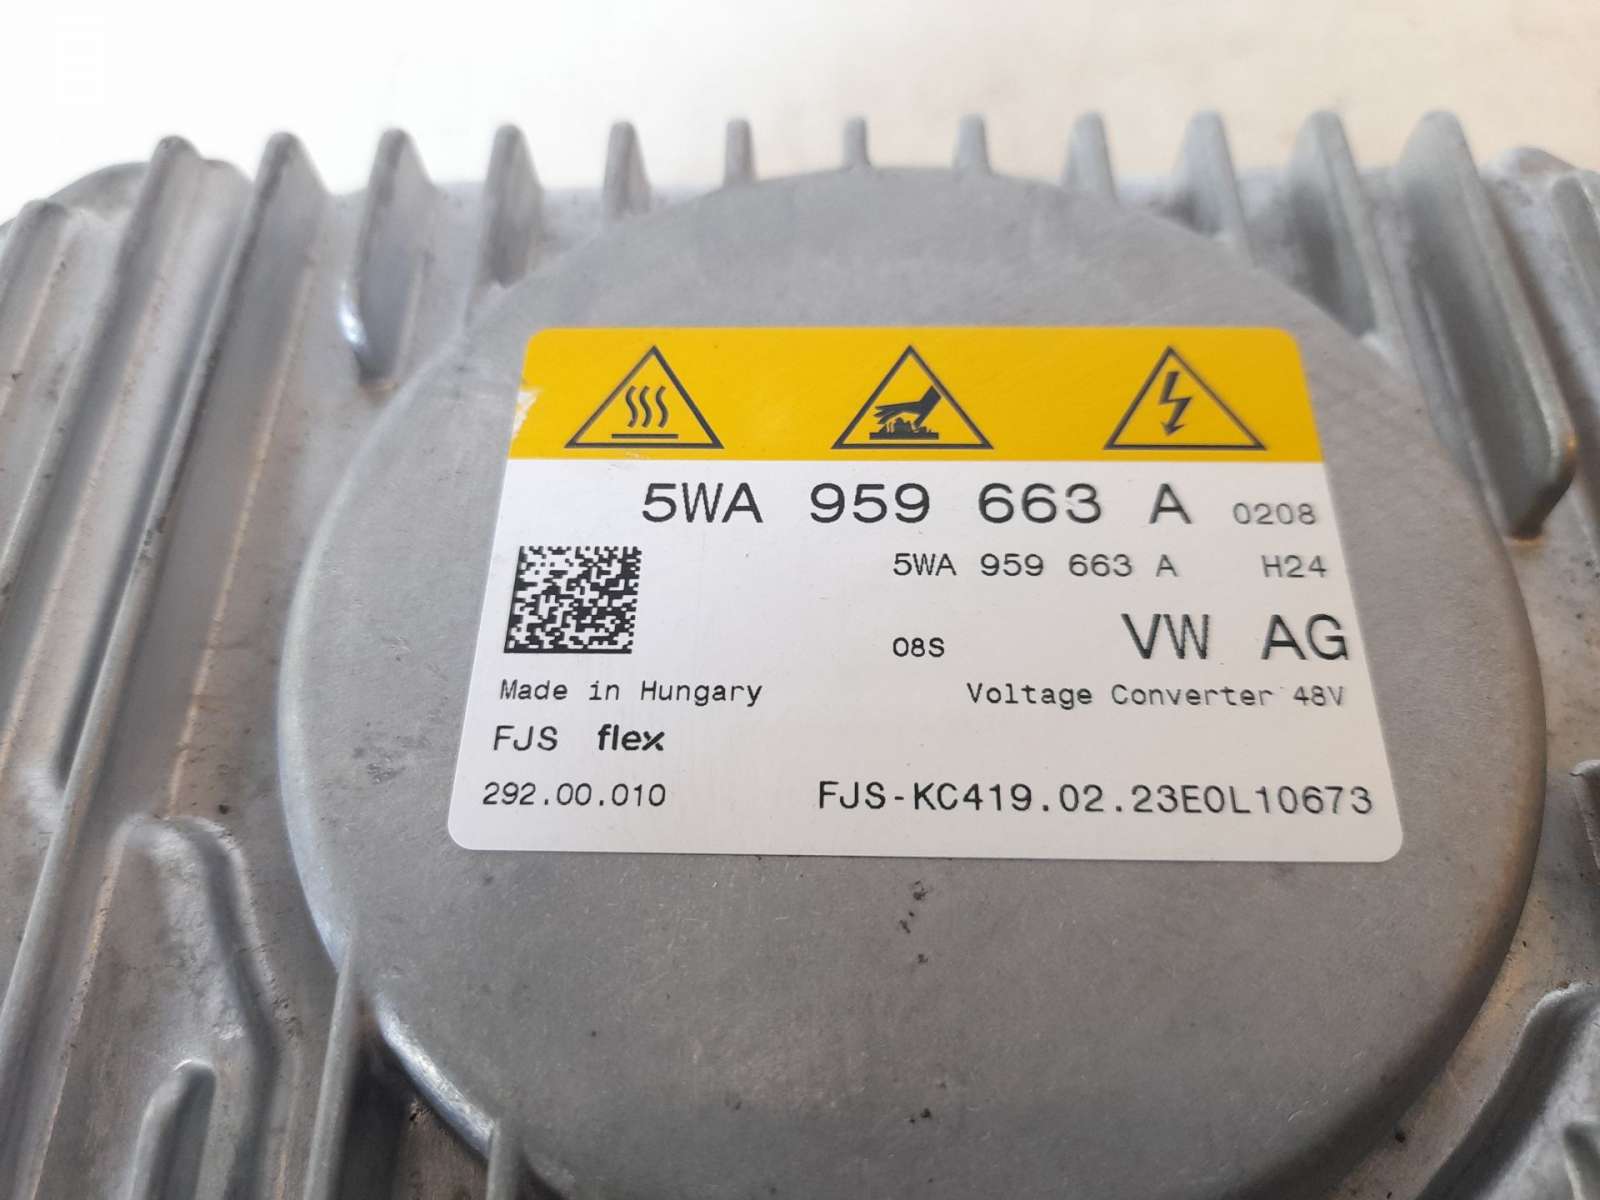 5WA 959 663 A 0208
5WA 959 663 A H24
08S VW AG
Made in Hungary Voltage Converter 48V
FJS flex
292.00.010 FJS-KC419.02.23E0L10673